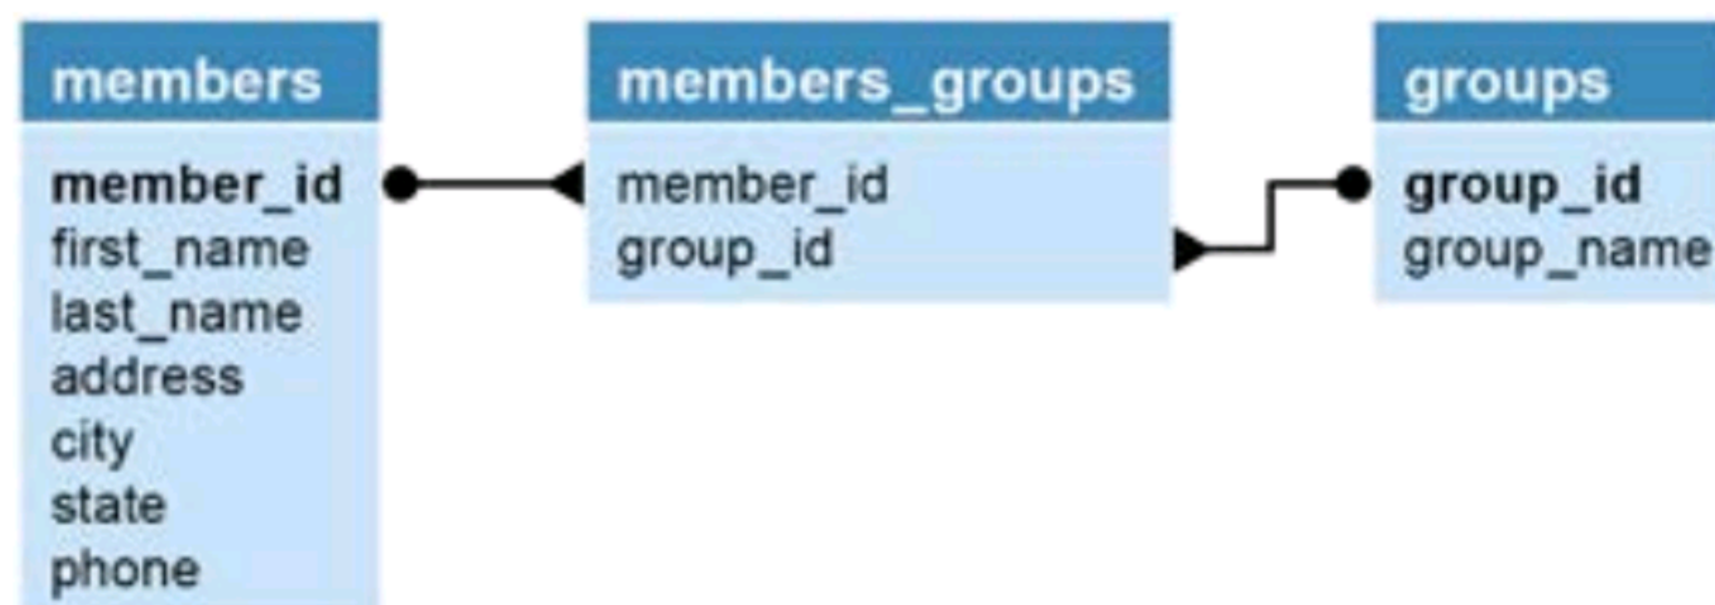 members
member_id
first_name
last_name
address
city
state
phone
members_groups
member_id
group_id
groups
group_id
group_name